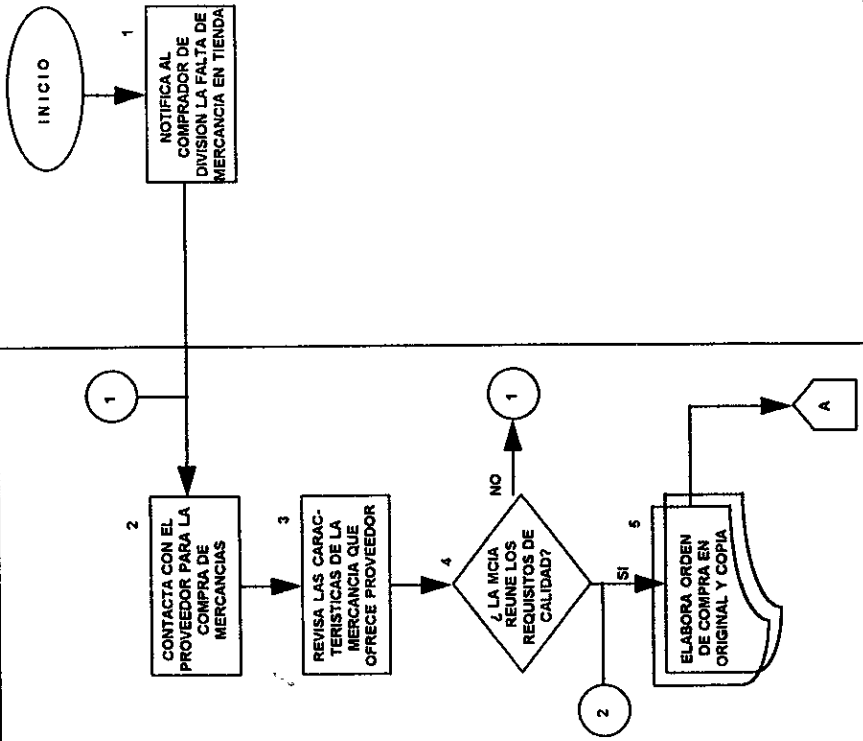 INICIO
1
NOTIFICA AL
COMPRADOR DE
DIVISION LA FALTA DE
MERCANCIA EN TIENDA
1
2
CONTACTA CON EL
PROVEEDOR PARA LA
COMPRA DE
MERCANCIAS
3
REVISA LAS CARAC-
TERISTICAS DE LA
MERCANCIA QUE
OFRECE PROVEEDOR
4
¿ LA MCIA
REUNE LOS
REQUISITOS DE
CALIDAD?
NO
1
SI
2
5
ELABORA ORDEN
DE COMPRA EN
ORIGINAL Y COPIA
A